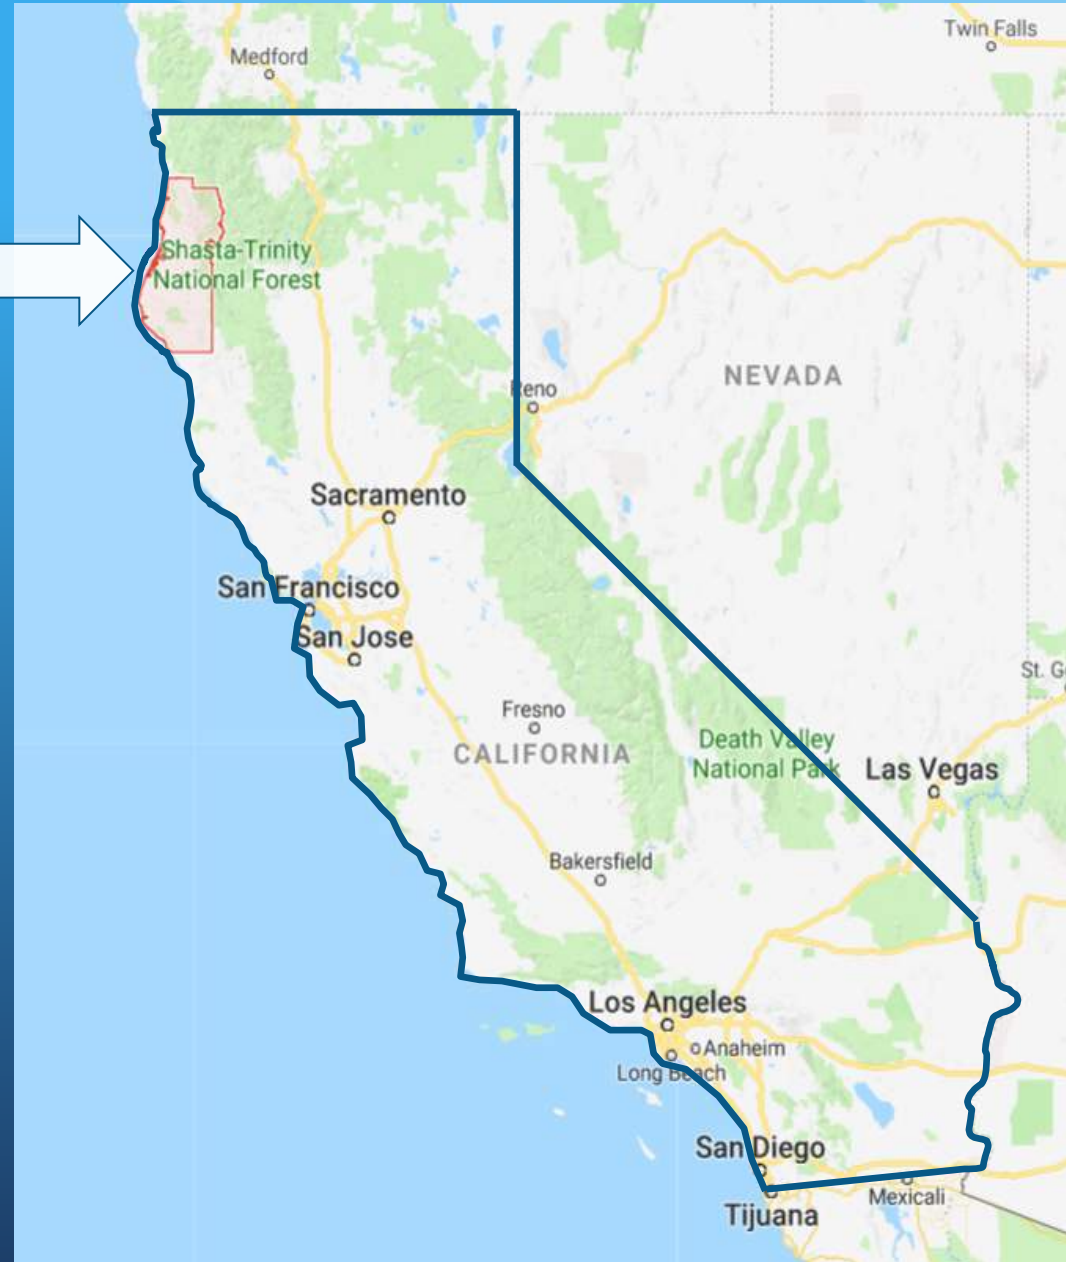 Twin Falls
Medford
Shasta-Trinity
National Forest
NEVADA
Reno
Sacramento
San Francisco
San Jose
St. G
Fresno
CALIFORNIA
Death Valley
National Park
Las Vegas
Bakersfield
Los Angeles
Anaheim
Long Beach
San Diego
Mexicali
Tijuana